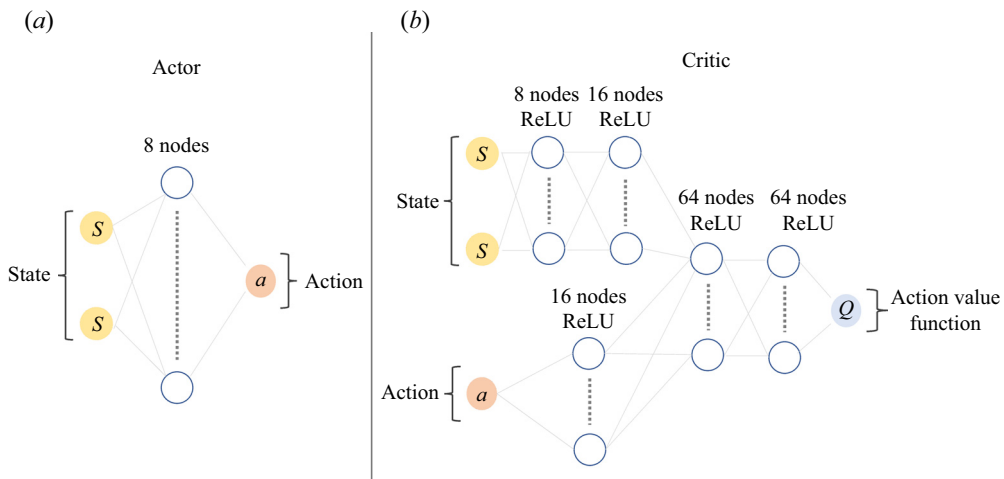 (a)
Actor
8 nodes
S
State
S
a
Action
(b)
Critic
8 nodes
ReLU
16 nodes
ReLU
S
State
S
64 nodes
ReLU
64 nodes
ReLU
16 nodes
ReLU
Action
a
Q
Action value
function